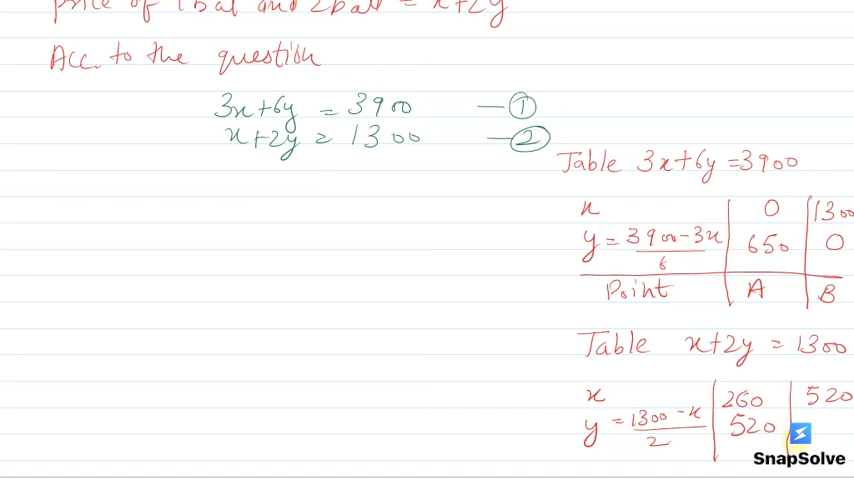 price of 1 bat and 2 ball = x+2y
Acc. to the question
3x+6y = 3900 — ①
x+2y = 1300 — ②
Table 3x+6y =3900
x | 0 | 1300
y = 3900-3x / 6 | 650 | 0
Point | A | B
Table x+2y = 1300
x | 260 | 520
y = 1300-x / 2 | 520
SnapSolve